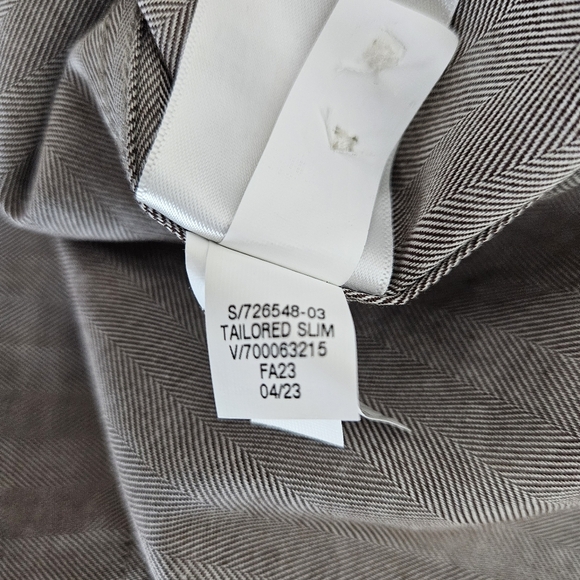 S/726548-03
TAILORED SLIM
V/700063215
FA23
04/23